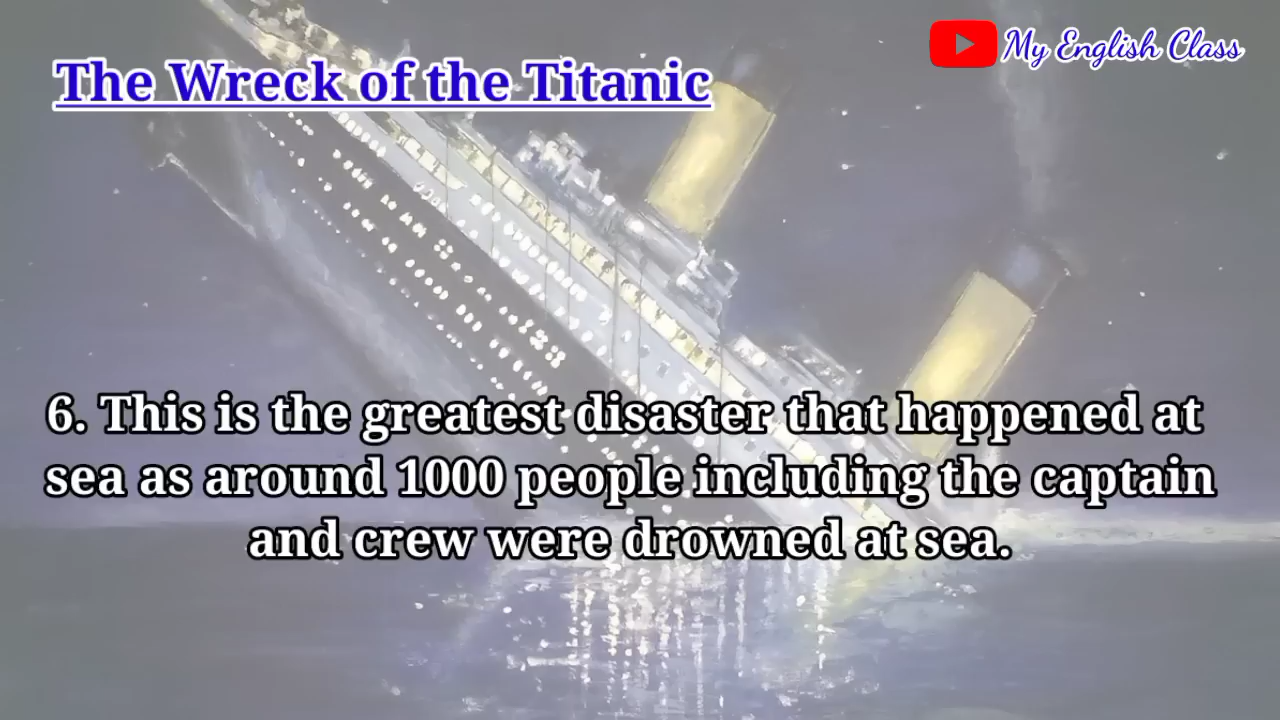 My English Class
The Wreck of the Titanic
6. This is the greatest disaster that happened at
sea as around 1000 people including the captain
and crew were drowned at sea.